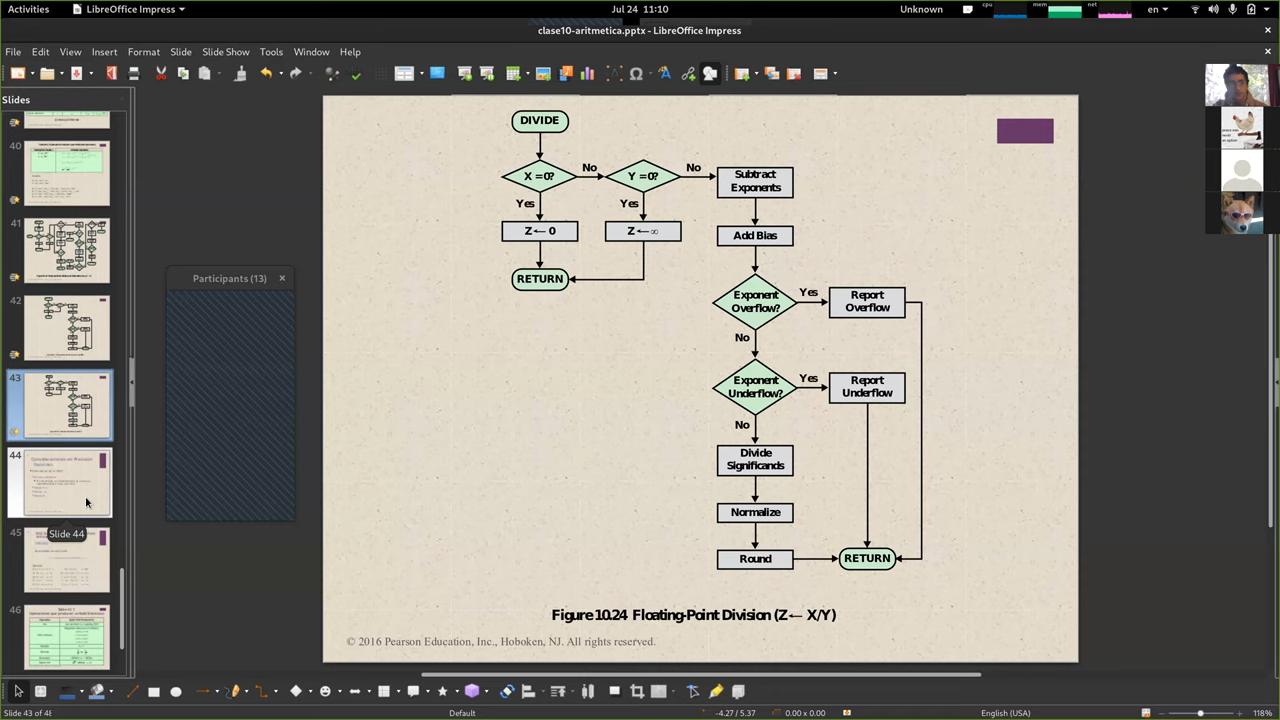 Activities
LibreOffice Impress
Jul 24 11:10
Unknown
cpu
mem
net
en
clase10-aritmetica.pptx - LibreOffice Impress
File Edit View Insert Format Slide Slide Show Tools Window Help
Slides
40
41
42
43
44
Slide 44
45
46
Participants (13)
DIVIDE
X = 0?
No
Y = 0?
No
Subtract
Exponents
Yes
Yes
Z ← 0
Z ← ∞
Add Bias
RETURN
Exponent
Overflow?
Yes
Report
Overflow
No
Exponent
Underflow?
Yes
Report
Underflow
No
Divide
Significands
Normalize
Round
RETURN
Figure 10.24 Floating-Point Division (Z ← X/Y)
© 2016 Pearson Education, Inc., Hoboken, NJ. All rights reserved.
Slide 43 of 48
Default
-4.27 / 5.37
0.00 x 0.00
English (USA)
118%